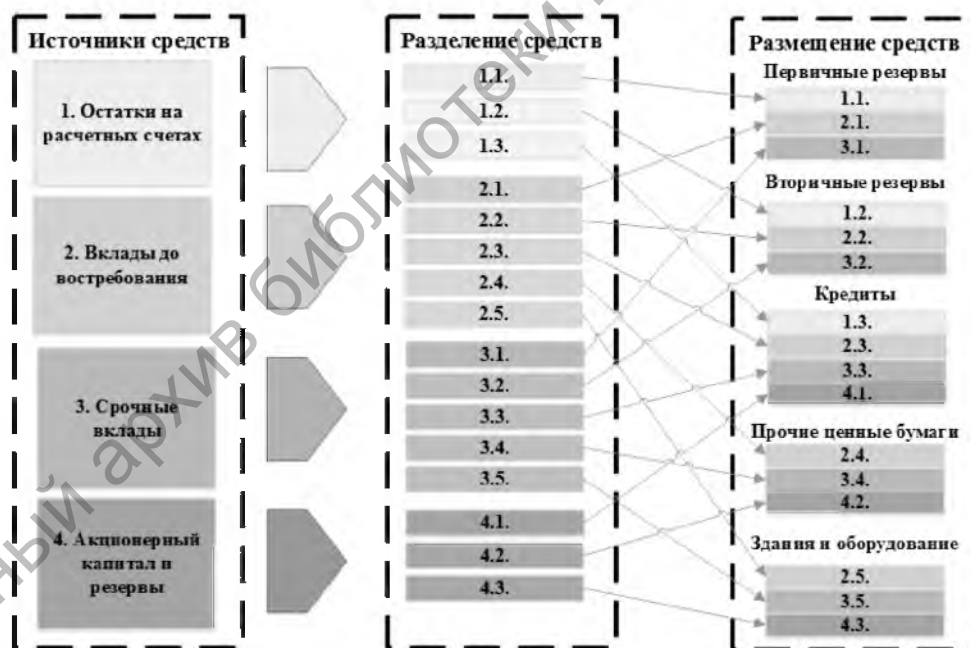 Источники средств
1. Остатки на
расчетных счетах
2. Вклады до
востребования
3. Срочные
вклады
4. Акционерный
капитал и
резервы
Разделение средств
1.1.
1.2.
1.3.
2.1.
2.2.
2.3.
2.4.
2.5.
3.1.
3.2.
3.3.
3.4.
3.5.
4.1.
4.2.
4.3.
Размещение средств
Первичные резервы
1.1.
2.1.
3.1.
Вторичные резервы
1.2.
2.2.
3.2.
Кредиты
1.3.
2.3.
3.3.
4.1.
Прочие ценные бумаги
2.4.
3.4.
4.2.
Здания и оборудование
2.5.
3.5.
4.3.
архив библиотеки